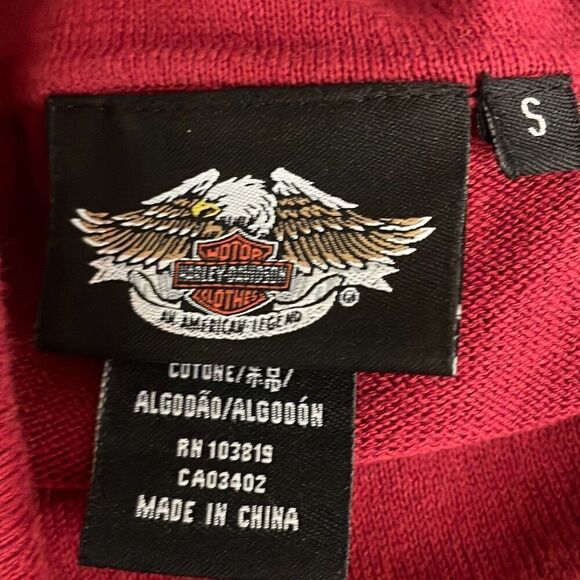 S
MOTOR
HARLEY-DAVIDSON
CLOTHES
AN AMERICAN LEGEND
®
COTONE/棉/
ALGODÃO/ALGODÓN
RN 103819
CA03402
MADE IN CHINA